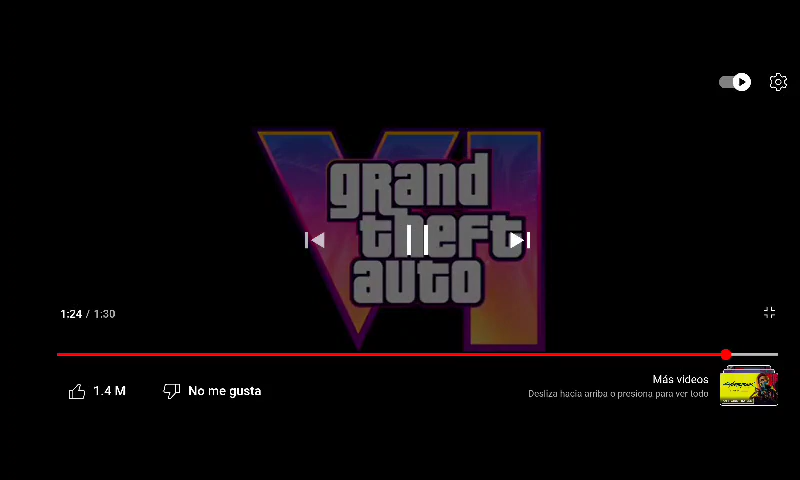 VI
grand
theft
auto
1:24 / 1:30
1.4 M
No me gusta
Más videos
Desliza hacia arriba o presiona para ver todo